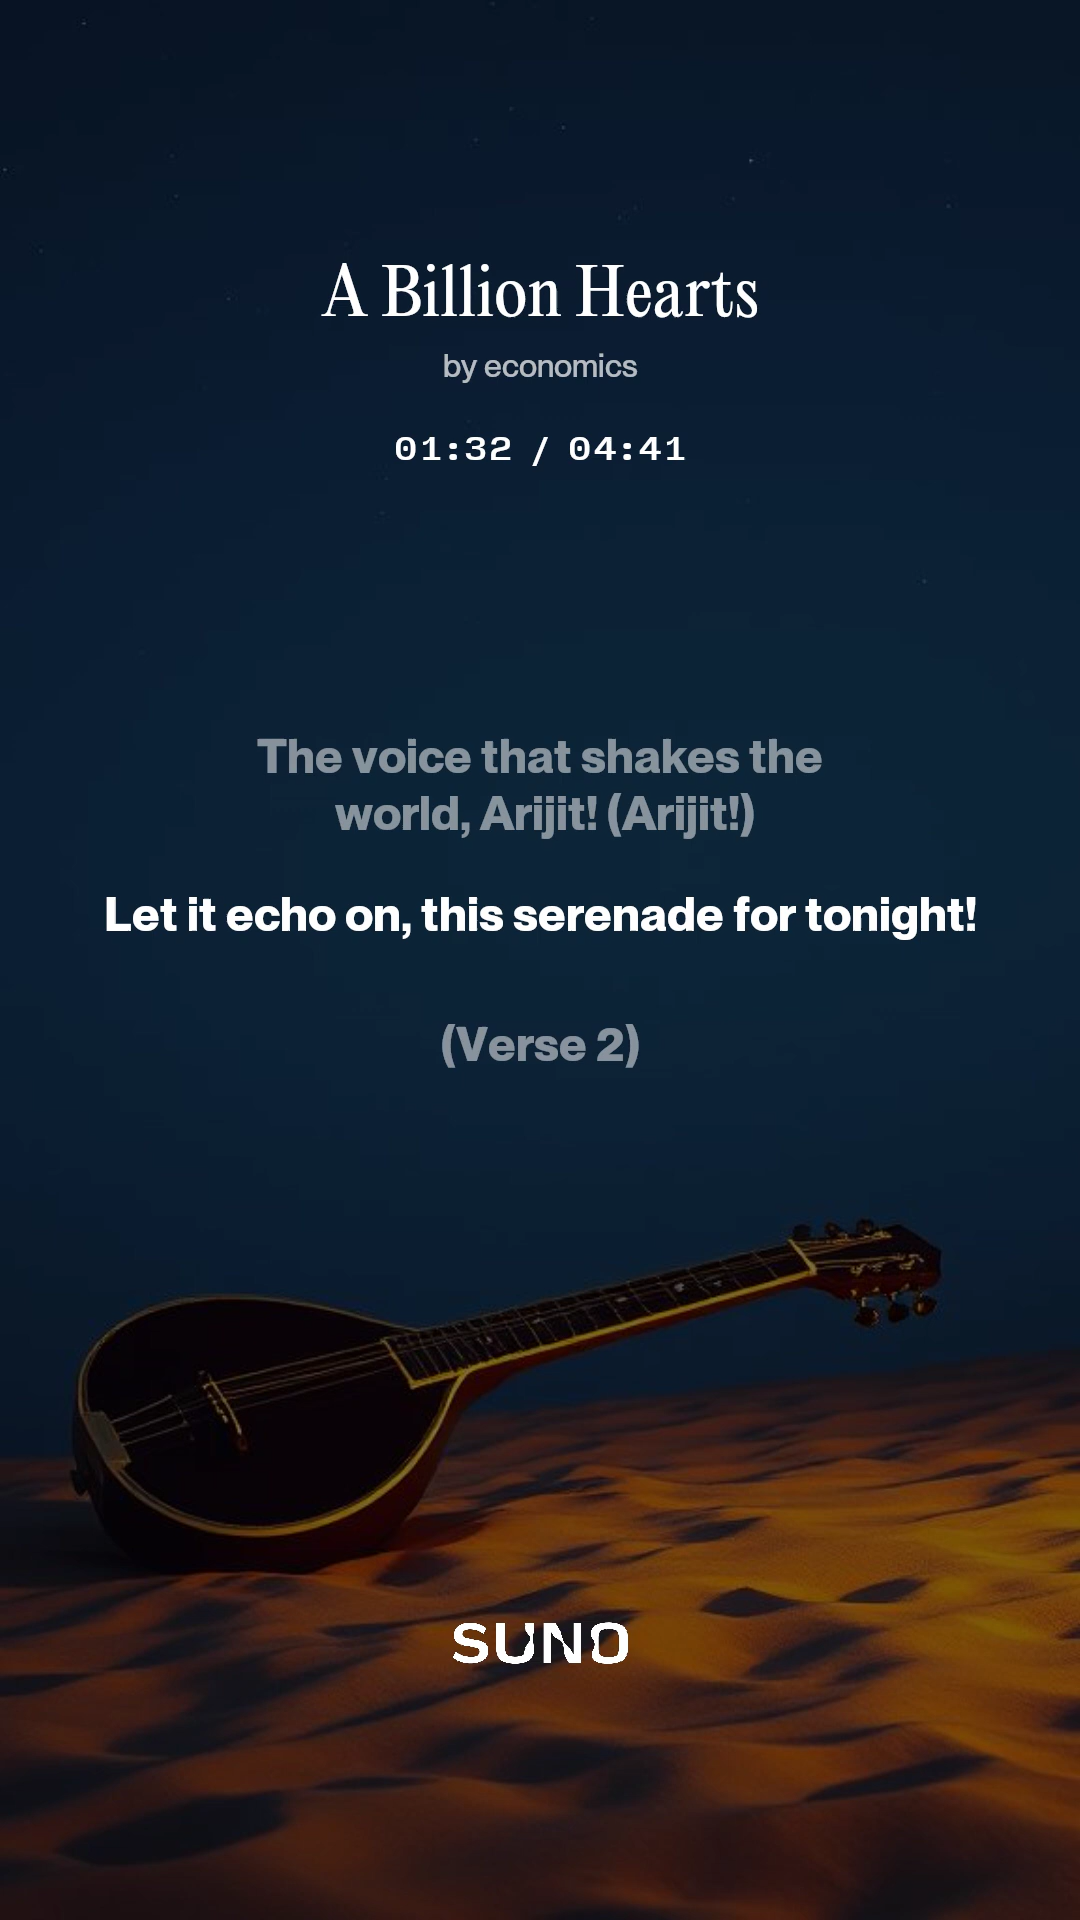 A Billion Hearts
by economics
01:32 / 04:41
The voice that shakes the
world, Arijit! (Arijit!)
Let it echo on, this serenade for tonight!
(Verse 2)
SUNO